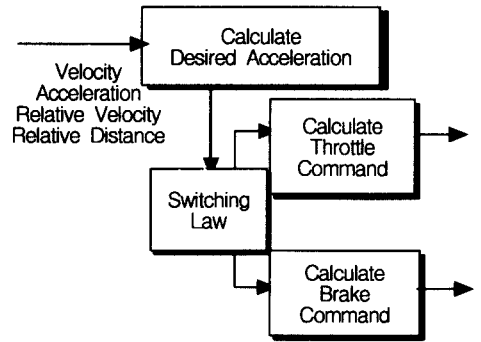 Calculate
Desired Acceleration
Velocity
Acceleration
Relative Velocity
Relative Distance
Calculate
Throttle
Command
Switching
Law
Calculate
Brake
Command